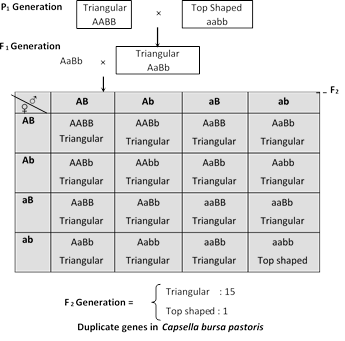 P1 Generation Triangular × Top Shaped
AABB aabb
F1 Generation Triangular
AaBb × AaBb
F2
♂ ♀ AB Ab aB ab
AB AABB AABb AaBB AaBb
Triangular Triangular Triangular Triangular
Ab AABb AAbb AaBb AaBb
Triangular Triangular Triangular Triangular
aB AaBB AaBb aaBB aaBb
Triangular Triangular Triangular Triangular
ab AaBb Aabb aaBb aabb
Triangular Triangular Triangular Top shaped
F2 Generation = Triangular : 15
Top shaped : 1
Duplicate genes in Capsella bursa pastoris